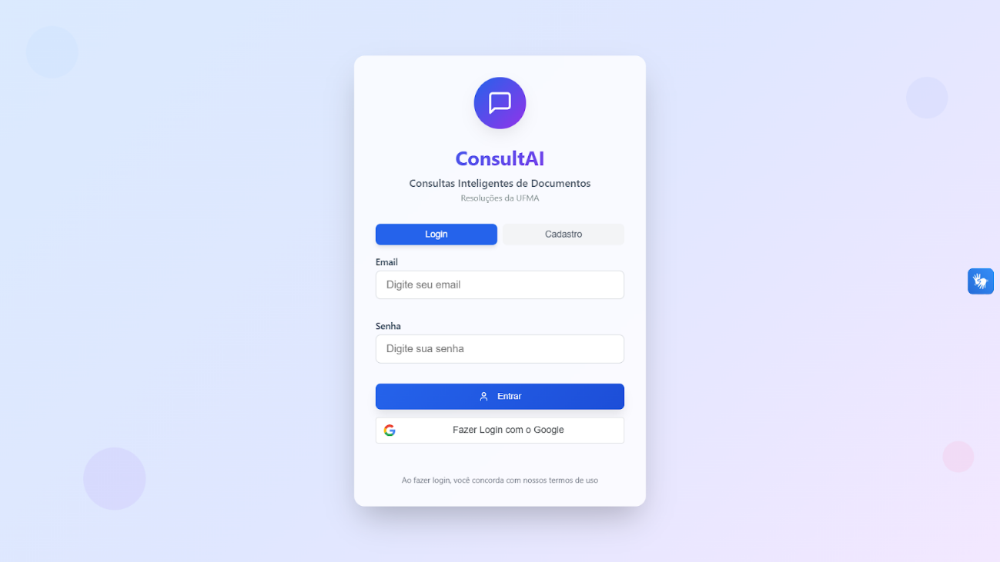 ConsultAI
Consultas Inteligentes de Documentos
Resoluções da UFMA
Login
Cadastro
Email
Digite seu email
Senha
Digite sua senha
Entrar
Fazer Login com o Google
Ao fazer login, você concorda com nossos termos de uso